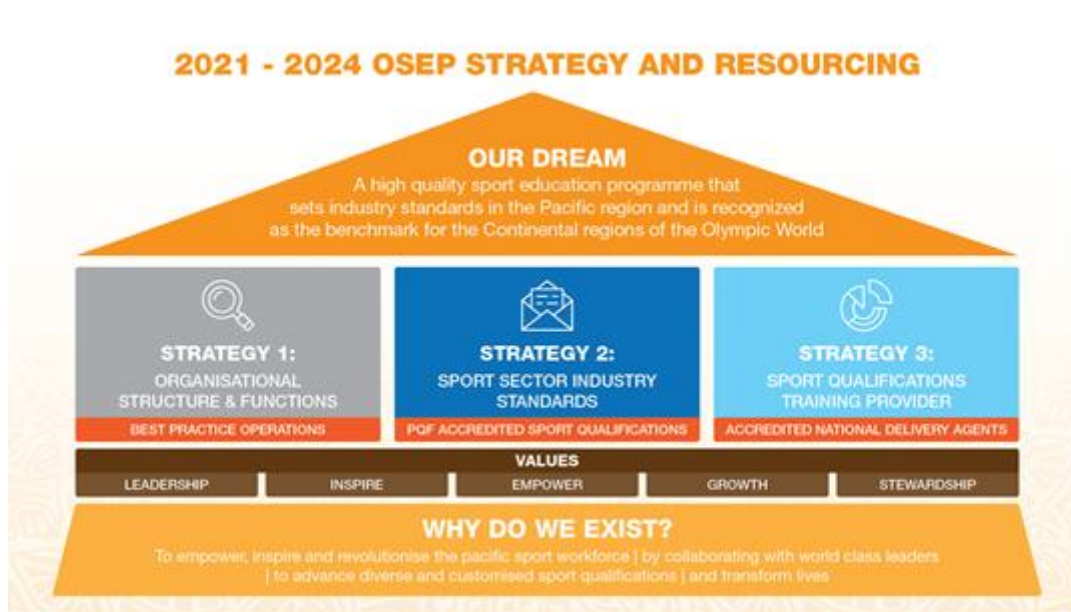 2021 - 2024 OSEP STRATEGY AND RESOURCING
OUR DREAM
A high quality sport education programme that
sets industry standards in the Pacific region and is recognized
as the benchmark for the Continental regions of the Olympic World
STRATEGY 1:
ORGANISATIONAL
STRUCTURE & FUNCTIONS
BEST PRACTICE OPERATIONS
STRATEGY 2:
SPORT SECTOR INDUSTRY
STANDARDS
PQF ACCREDITED SPORT QUALIFICATIONS
STRATEGY 3:
SPORT QUALIFICATIONS
TRAINING PROVIDER
ACCREDITED NATIONAL DELIVERY AGENTS
VALUES
LEADERSHIP
INSPIRE
EMPOWER
GROWTH
STEWARDSHIP
WHY DO WE EXIST?
To empower, inspire and revolutionise the pacific sport workforce | by collaborating with world class leaders
| to advance diverse and customised sport qualifications | and transform lives